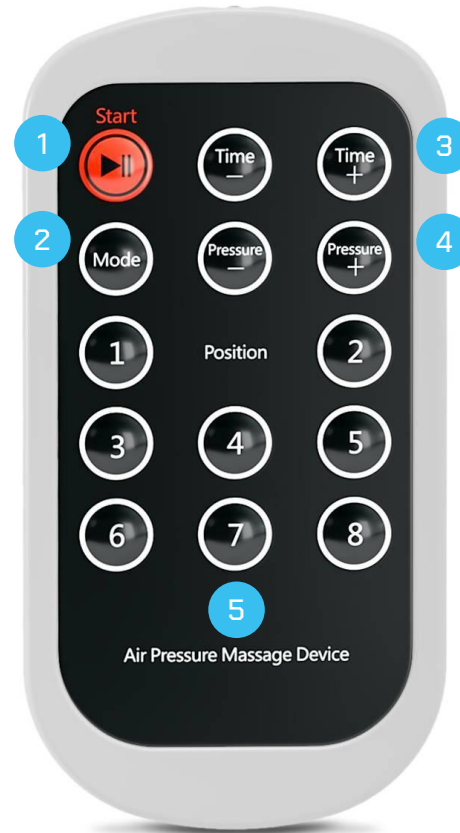 Start
1
Time
−
Time
+
3
2
Mode
Pressure
−
Pressure
+
4
1
Position
2
3
4
5
6
7
8
5
Air Pressure Massage Device